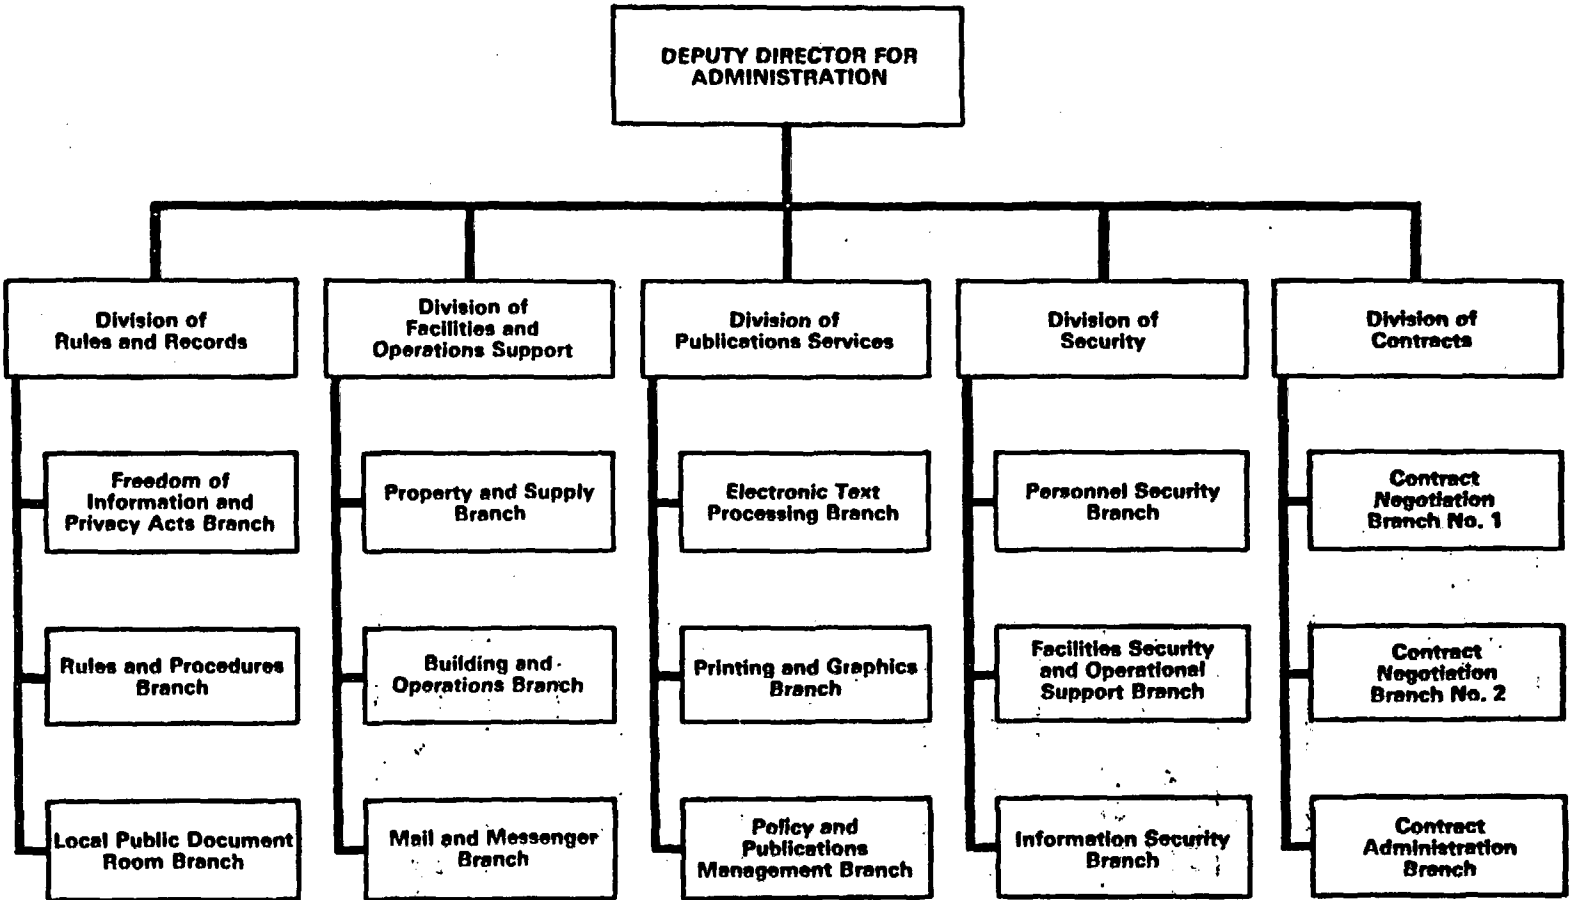 DEPUTY DIRECTOR FOR
ADMINISTRATION
Division of
Rules and Records
Division of
Facilities and
Operations Support
Division of
Publications Services
Division of
Security
Division of
Contracts
Freedom of
Information and
Privacy Acts Branch
Property and Supply
Branch
Electronic Text
Processing Branch
Personnel Security
Branch
Contract
Negotiation
Branch No. 1
Rules and Procedures
Branch
Building and
Operations Branch
Printing and Graphics
Branch
Facilities Security
and Operational
Support Branch
Contract
Negotiation
Branch No. 2
Local Public Document
Room Branch
Mail and Messenger
Branch
Policy and
Publications
Management Branch
Information Security
Branch
Contract
Administration
Branch